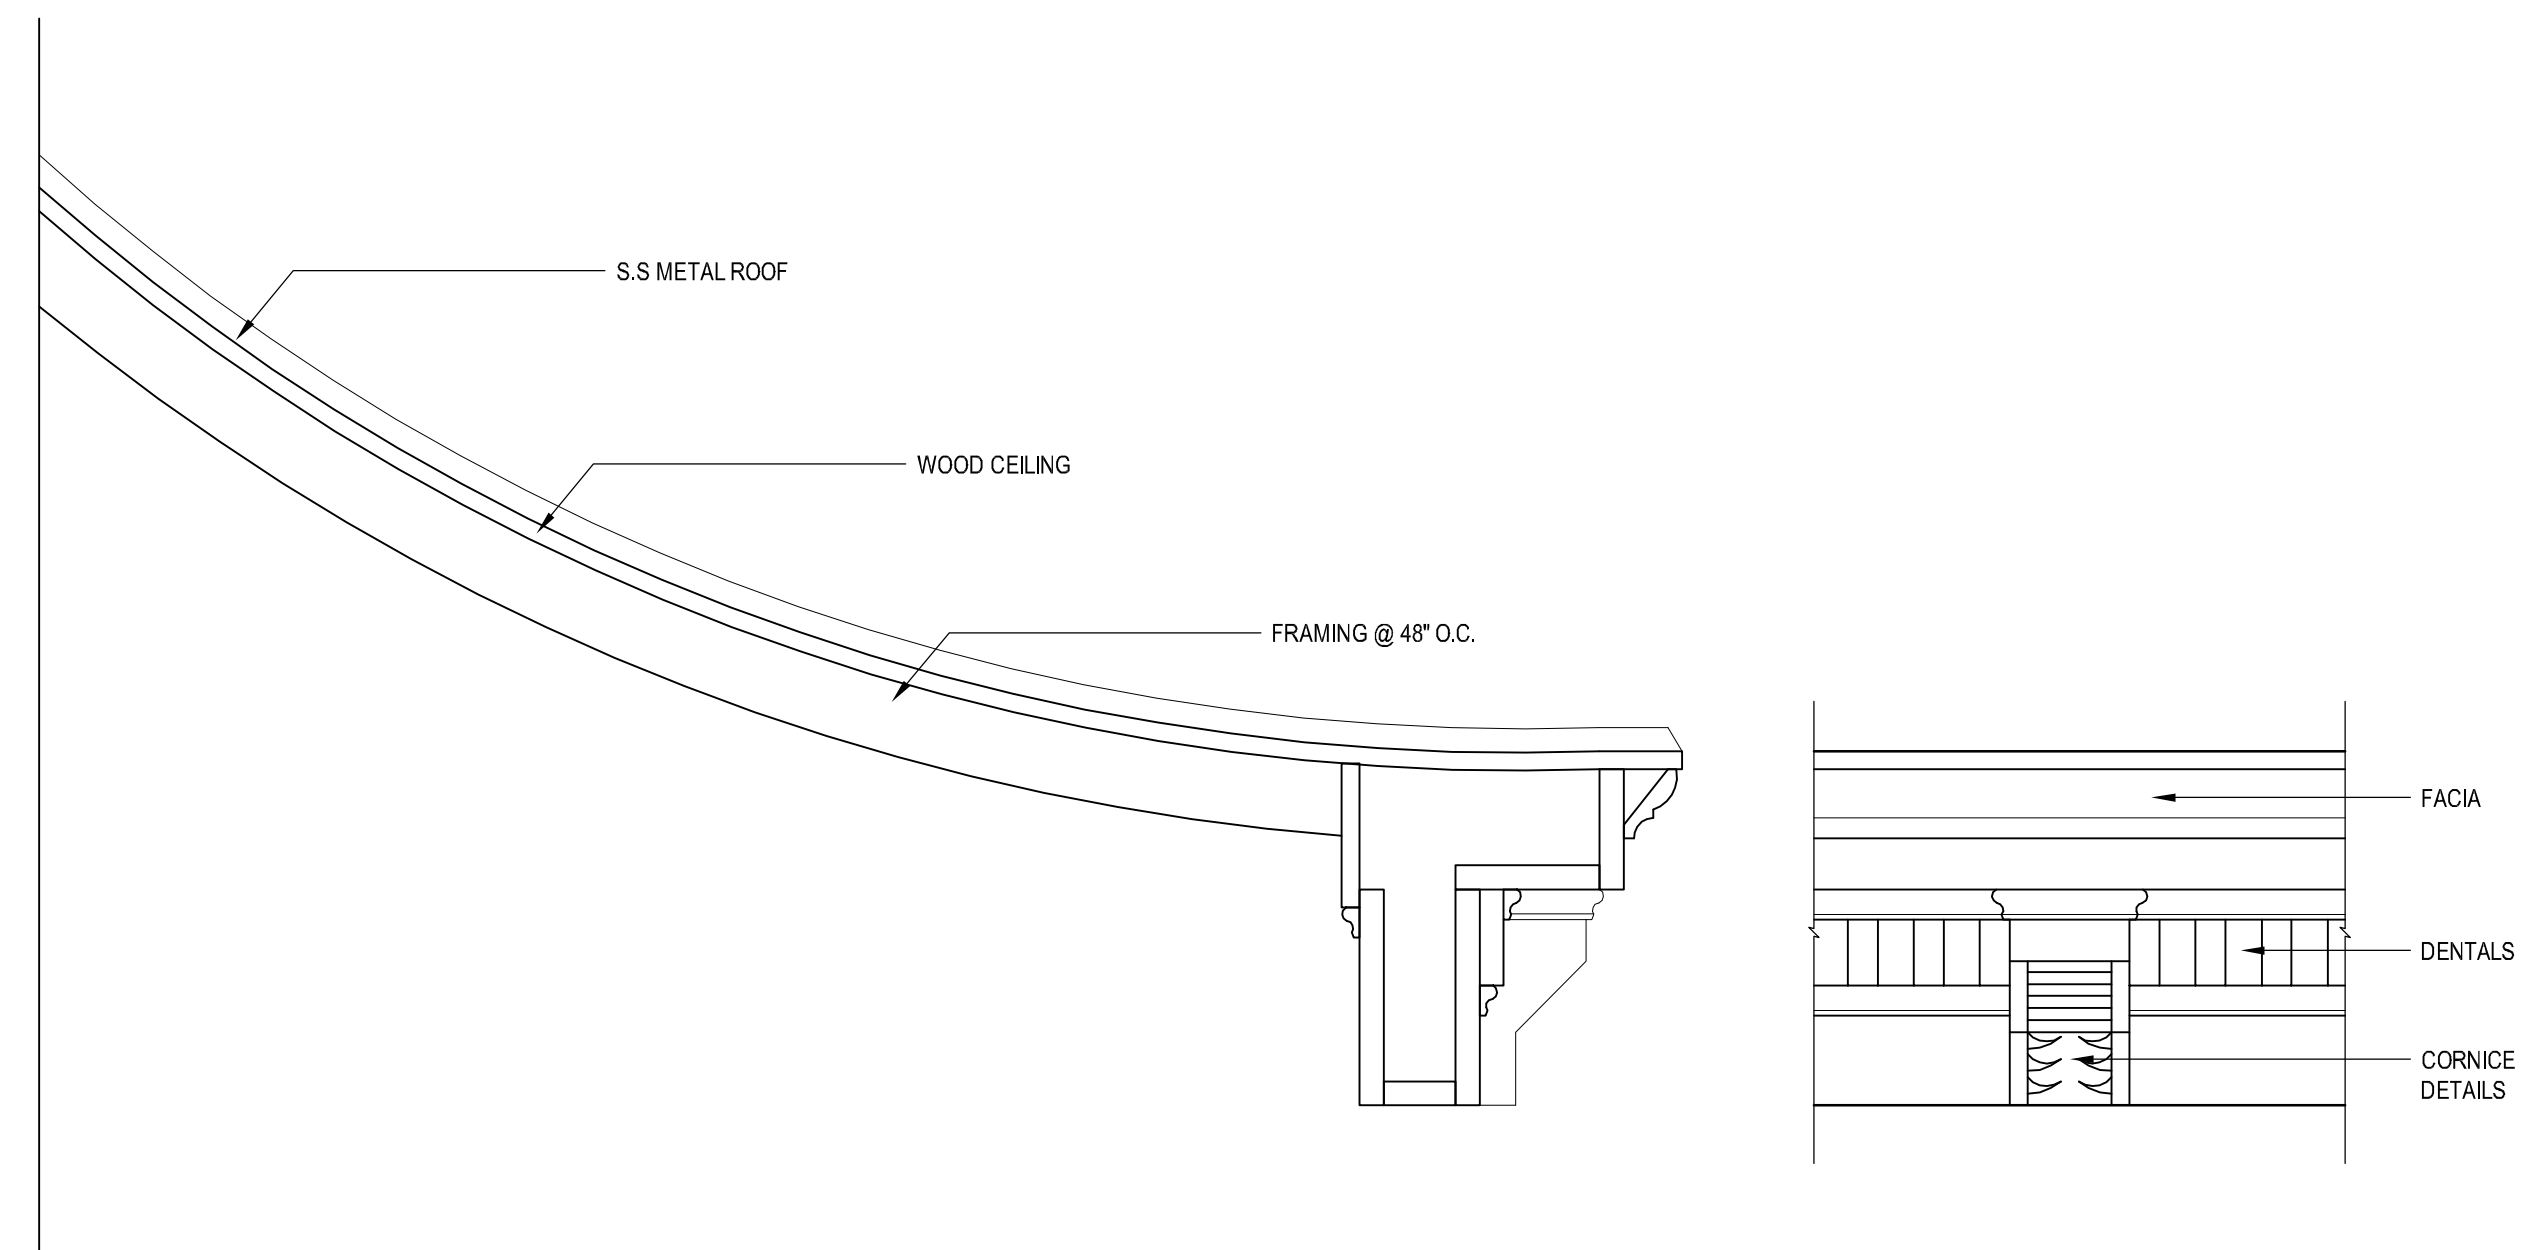 S.S METAL ROOF
WOOD CEILING
FRAMING @ 48" O.C.
FACIA
DENTALS
CORNICE
DETAILS